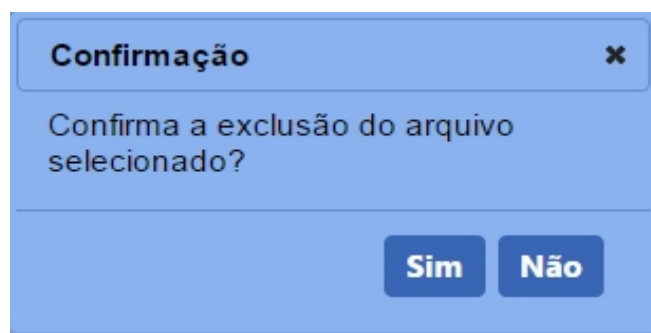 Confirmação
Confirma a exclusão do arquivo
selecionado?
Sim Não